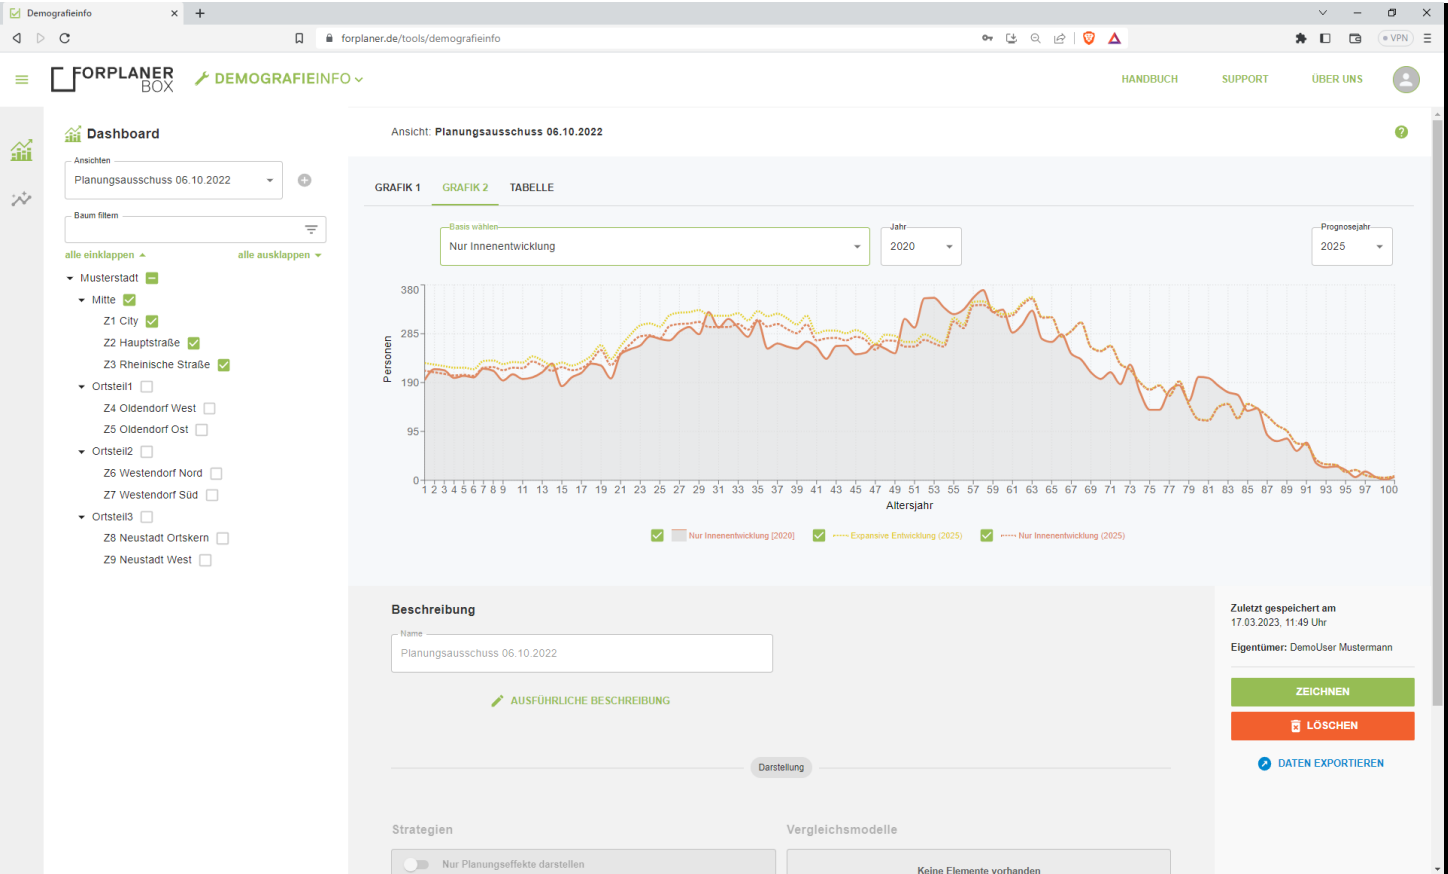 Demografieinfo
forplaner.de/tools/demografieinfo
VPN
FORPLANER
BOX
DEMOGRAFIEINFO
HANDBUCH
SUPPORT
ÜBER UNS
Dashboard
Ansichten
Planungsausschuss 06.10.2022
Baum filtern
alle einklappen
alle ausklappen
Musterstadt
Mitte
Z1 City
Z2 Hauptstraße
Z3 Rheinische Straße
Ortsteil1
Z4 Oldendorf West
Z5 Oldendorf Ost
Ortsteil2
Z6 Westendorf Nord
Z7 Westendorf Süd
Ortsteil3
Z8 Neustadt Ortskern
Z9 Neustadt West
Ansicht: Planungsausschuss 06.10.2022
GRAFIK 1 GRAFIK 2 TABELLE
Basis wählen
Nur Innenentwicklung
Jahr
2020
Prognosejahr
2025
Personen
380
285
190
95
0
1 2 3 4 5 6 7 8 9 11 13 15 17 19 21 23 25 27 29 31 33 35 37 39 41 43 45 47 49 51 53 55 57 59 61 63 65 67 69 71 73 75 77 79 81 83 85 87 89 91 93 95 97 100
Altersjahr
Nur Innenentwicklung [2020] Expansive Entwicklung (2025) Nur Innenentwicklung (2025)
Beschreibung
Name
Planungsausschuss 06.10.2022
AUSFÜHRLICHE BESCHREIBUNG
Darstellung
Strategien
Nur Planungseffekte darstellen
Vergleichsmodelle
Keine Elemente vorhanden
Zuletzt gespeichert am
17.03.2023, 11:49 Uhr
Eigentümer: DemoUser Mustermann
ZEICHNEN
LÖSCHEN
DATEN EXPORTIEREN